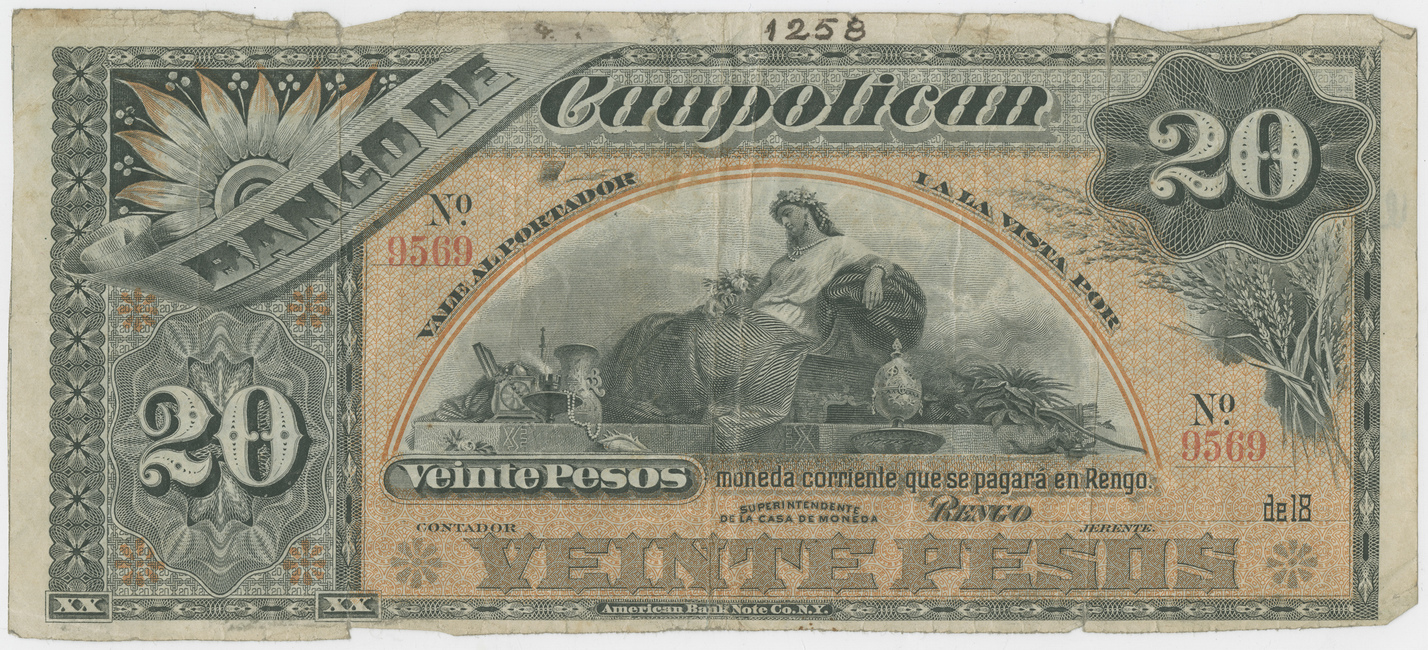 1258
BANCO DE
Caupolican
20
Nº
9569
VALE AL PORTADOR
I A LA VISTA POR
20
Nº
9569
Veinte Pesos moneda corriente que se pagará en Rengo.
SUPERINTENDENTE
DE LA CASA DE MONEDA
RENGO
de 18
CONTADOR
JERENTE.
VEINTE PESOS
XX
XX
American Bank Note Co. N.Y.